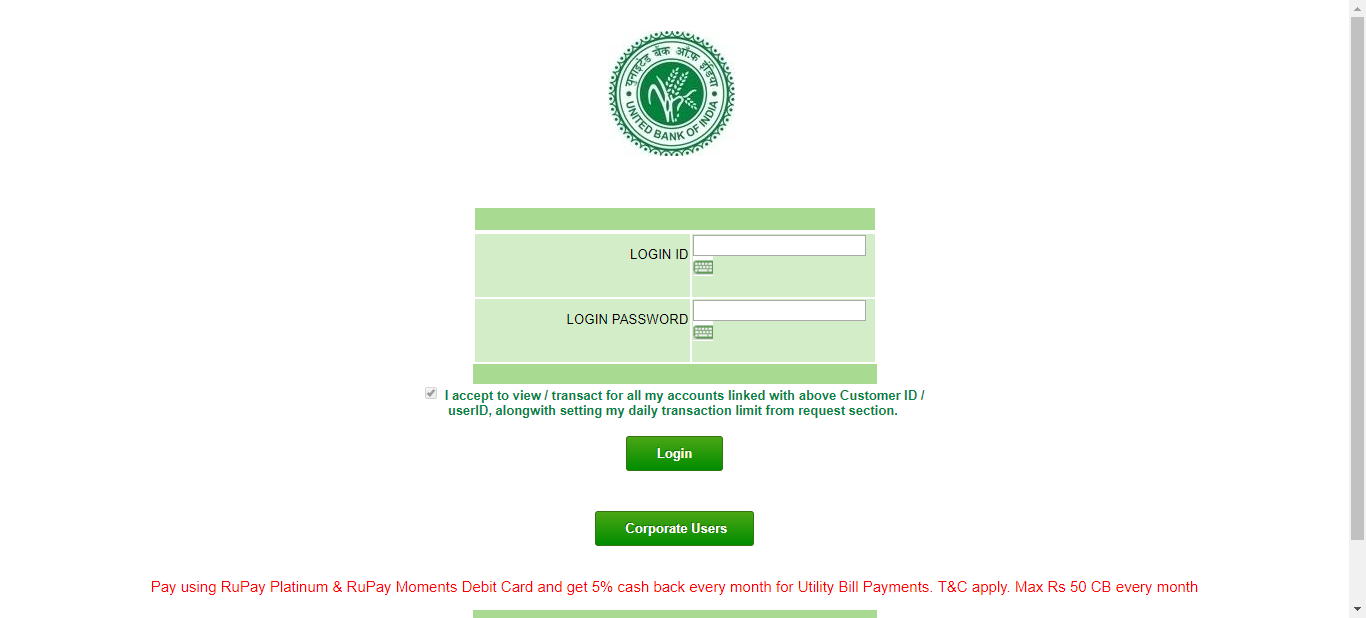 युनाइटेड बैंक ऑफ़ इंडिया
UNITED BANK OF INDIA
LOGIN ID
LOGIN PASSWORD
I accept to view / transact for all my accounts linked with above Customer ID /
userID, alongwith setting my daily transaction limit from request section.
Login
Corporate Users
Pay using RuPay Platinum & RuPay Moments Debit Card and get 5% cash back every month for Utility Bill Payments. T&C apply. Max Rs 50 CB every month